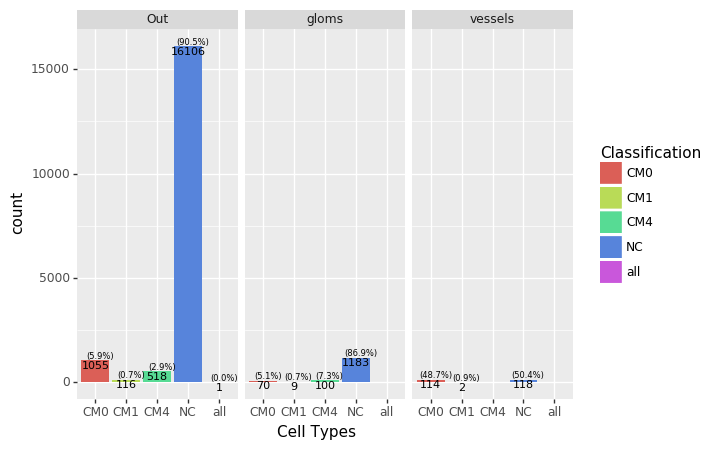 Out gloms vessels
15000
10000
5000
0
count
(90.5%)
16106
(5.9%)
1055
(0.7%)
116
(2.9%)
518
(0.0%)
1
(5.1%)
70
(0.7%)
9
(7.3%)
100
(86.9%)
1183
(48.7%)
114
(0.9%)
2
(50.4%)
118
CM0 CM1 CM4 NC all CM0 CM1 CM4 NC all CM0 CM1 CM4 NC all
Cell Types
Classification
CM0
CM1
CM4
NC
all